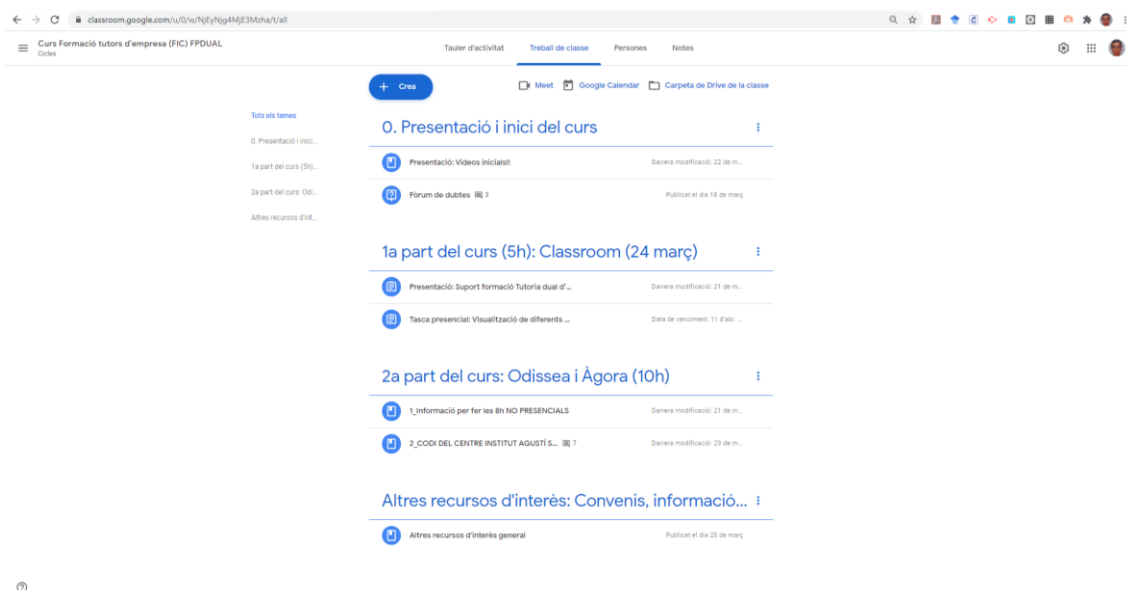 classroom.google.com/u/0/w/NjEyNjg4MjE3Mzha/t/all
Curs Formació tutors d'empresa (FIC) FPDUAL
Tauler d'activitat Treball de classe Persones Notes
+ Crea
Meet Google Calendar Carpeta de Drive de la classe
Tots els temes
0. Presentació i inici...
1a part del curs (5h)...
2a part del curs: Odi...
Altres recursos d'int...
0. Presentació i inici del curs
Presentació: Vídeos inicials!! Darrera modificació: 22 de m...
Fòrum de dubtes 3 Publicat el dia 18 de març
1a part del curs (5h): Classroom (24 març)
Presentació: Suport formació Tutoria dual d'... Darrera modificació: 21 de m...
Tasca presencial: Visualització de diferents ... Data de venciment: 11 d'abr. ...
2a part del curs: Odissea i Àgora (10h)
1_Informació per fer les 8h NO PRESENCIALS Darrera modificació: 21 de m...
2_CODI DEL CENTRE INSTITUT AGUSTÍ S... 7 Darrera modificació: 29 de m...
Altres recursos d'interès: Convenis, informació...
Altres recursos d'interès general Publicat el dia 20 de març